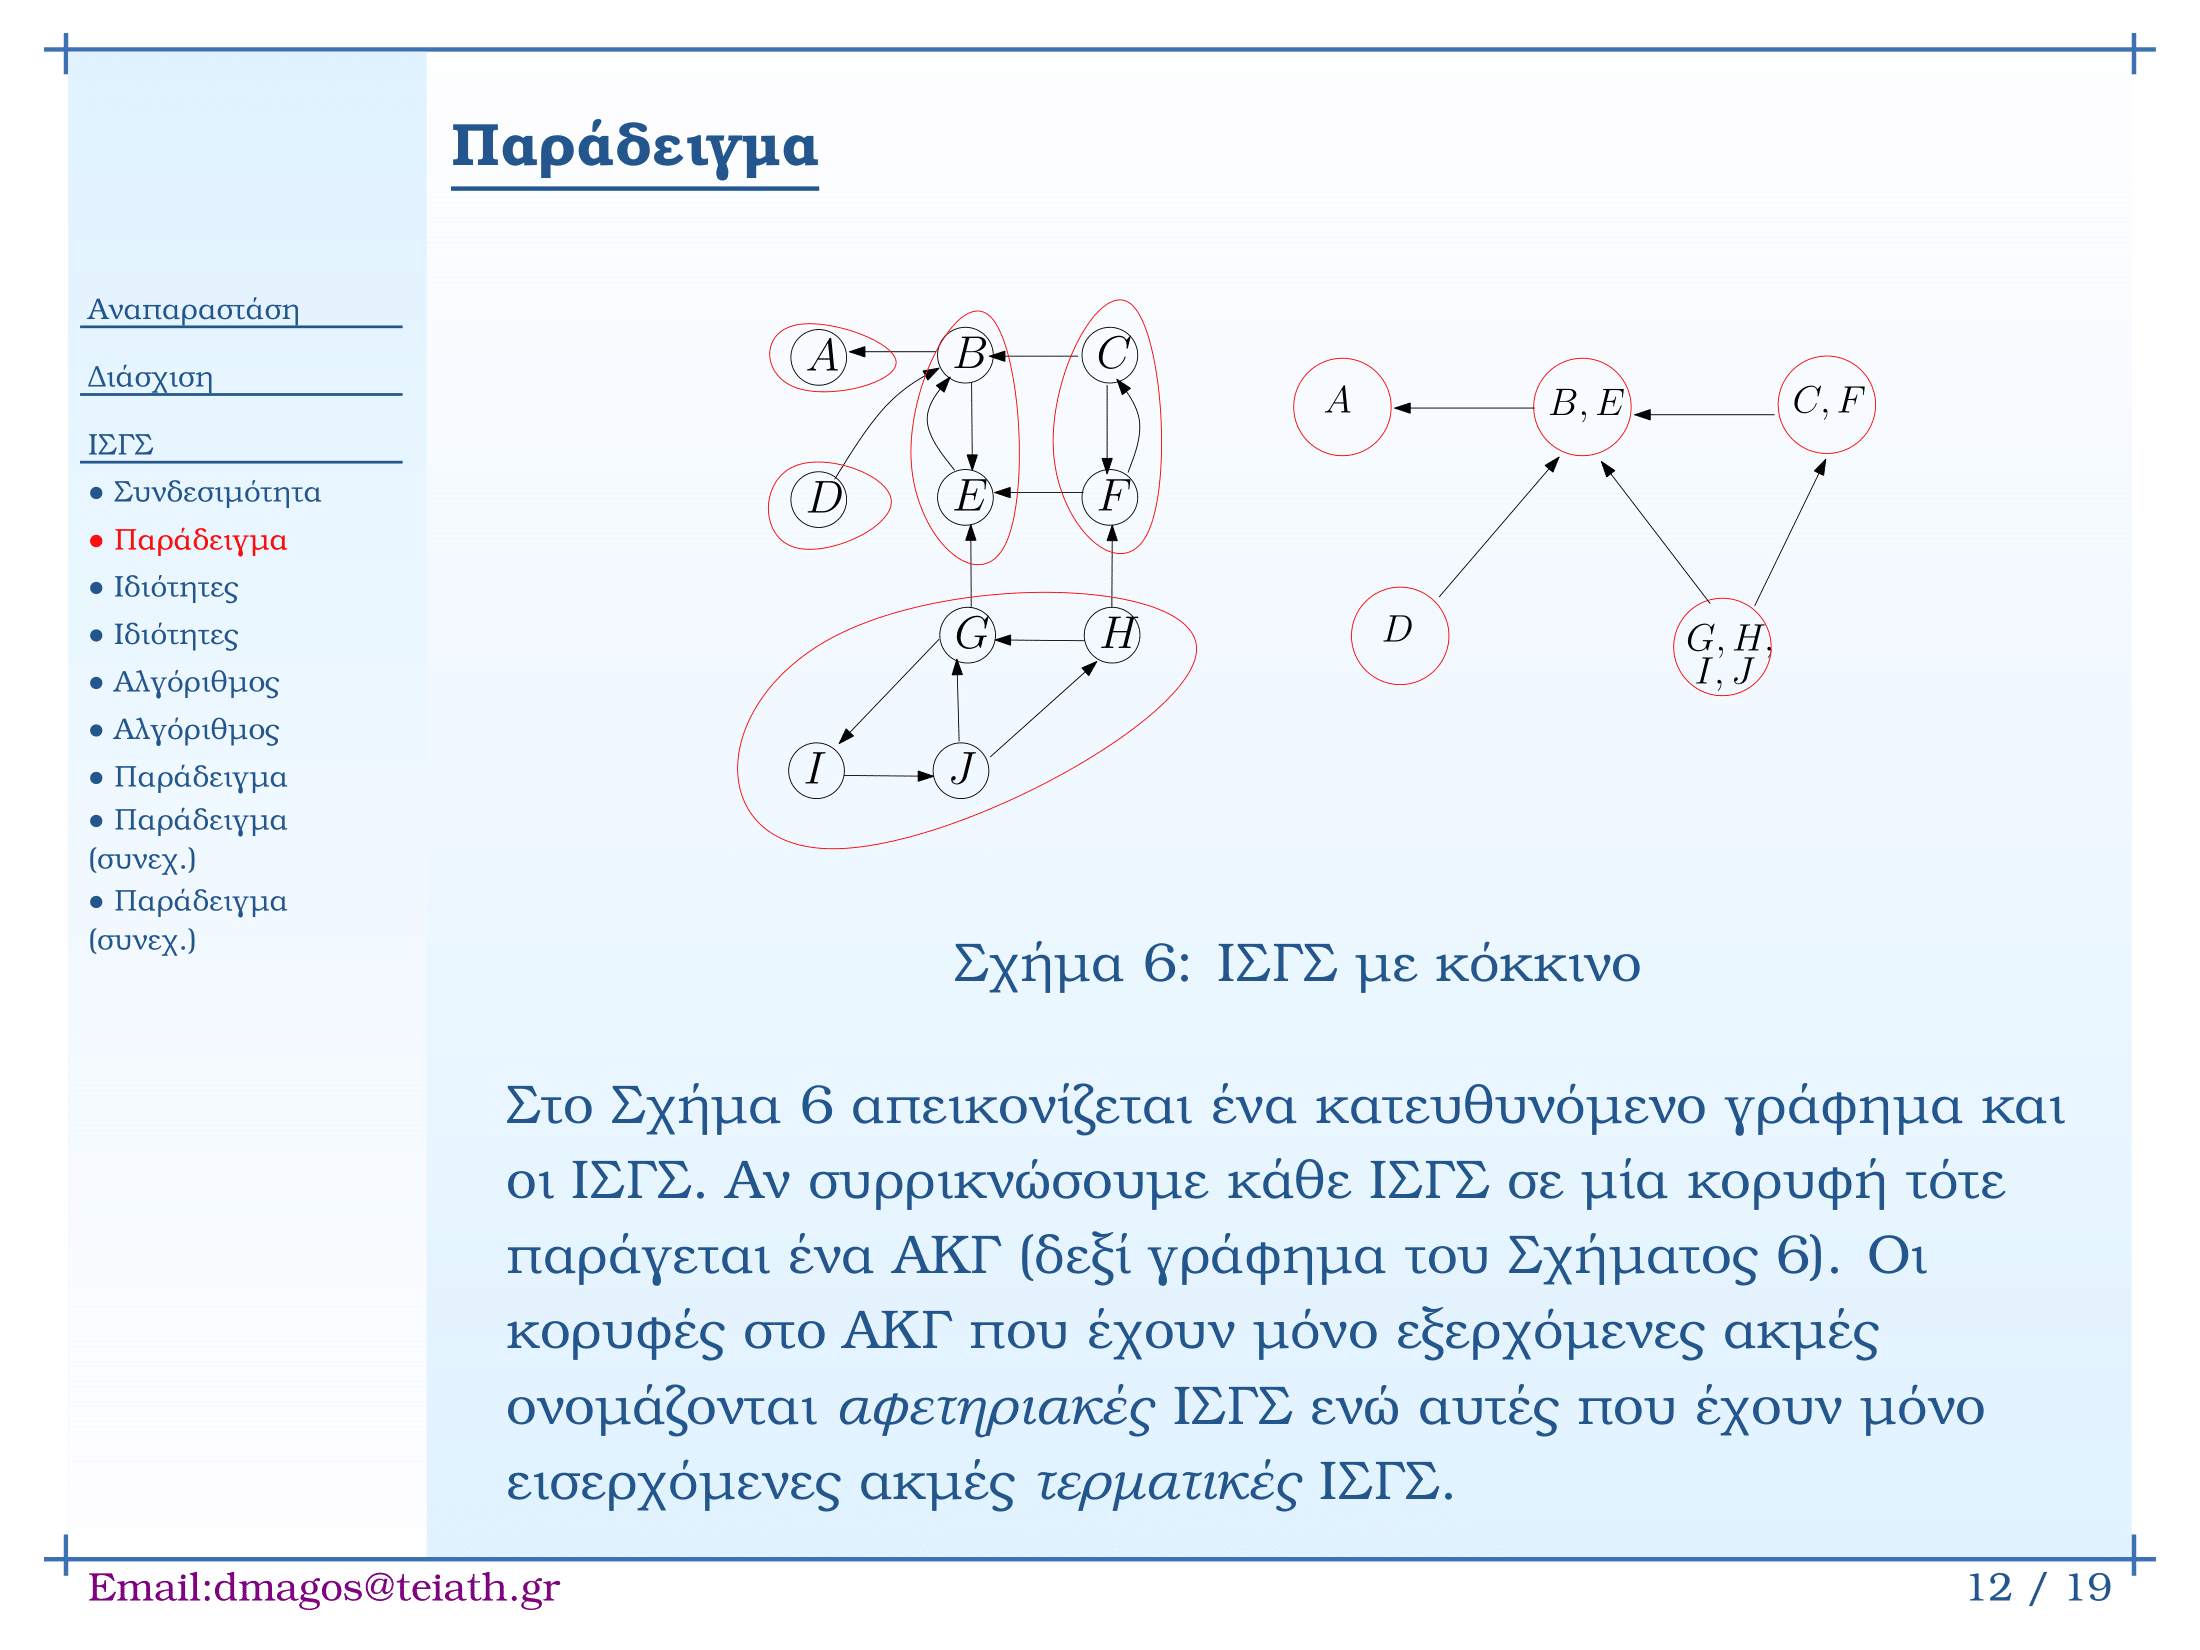 Παράδειγμα
Αναπαραστάση
Διάσχιση
ΙΣΓΣ
● Συνδεσιμότητα
● Παράδειγμα
● Ιδιότητες
● Ιδιότητες
● Αλγόριθμος
● Αλγόριθμος
● Παράδειγμα
● Παράδειγμα
(συνεχ.)
● Παράδειγμα
(συνεχ.)
A B C
D E F
G H
I J
A B, E C, F
D G, H,
I, J
Σχήμα 6: ΙΣΓΣ με κόκκινο
Στο Σχήμα 6 απεικονίζεται ένα κατευθυνόμενο γράφημα και
οι ΙΣΓΣ. Αν συρρικνώσουμε κάθε ΙΣΓΣ σε μία κορυφή τότε
παράγεται ένα ΑΚΓ (δεξί γράφημα του Σχήματος 6). Οι
κορυφές στο ΑΚΓ που έχουν μόνο εξερχόμενες ακμές
ονομάζονται αφετηριακές ΙΣΓΣ ενώ αυτές που έχουν μόνο
εισερχόμενες ακμές τερματικές ΙΣΓΣ.
Email:dmagos@teiath.gr
12 / 19